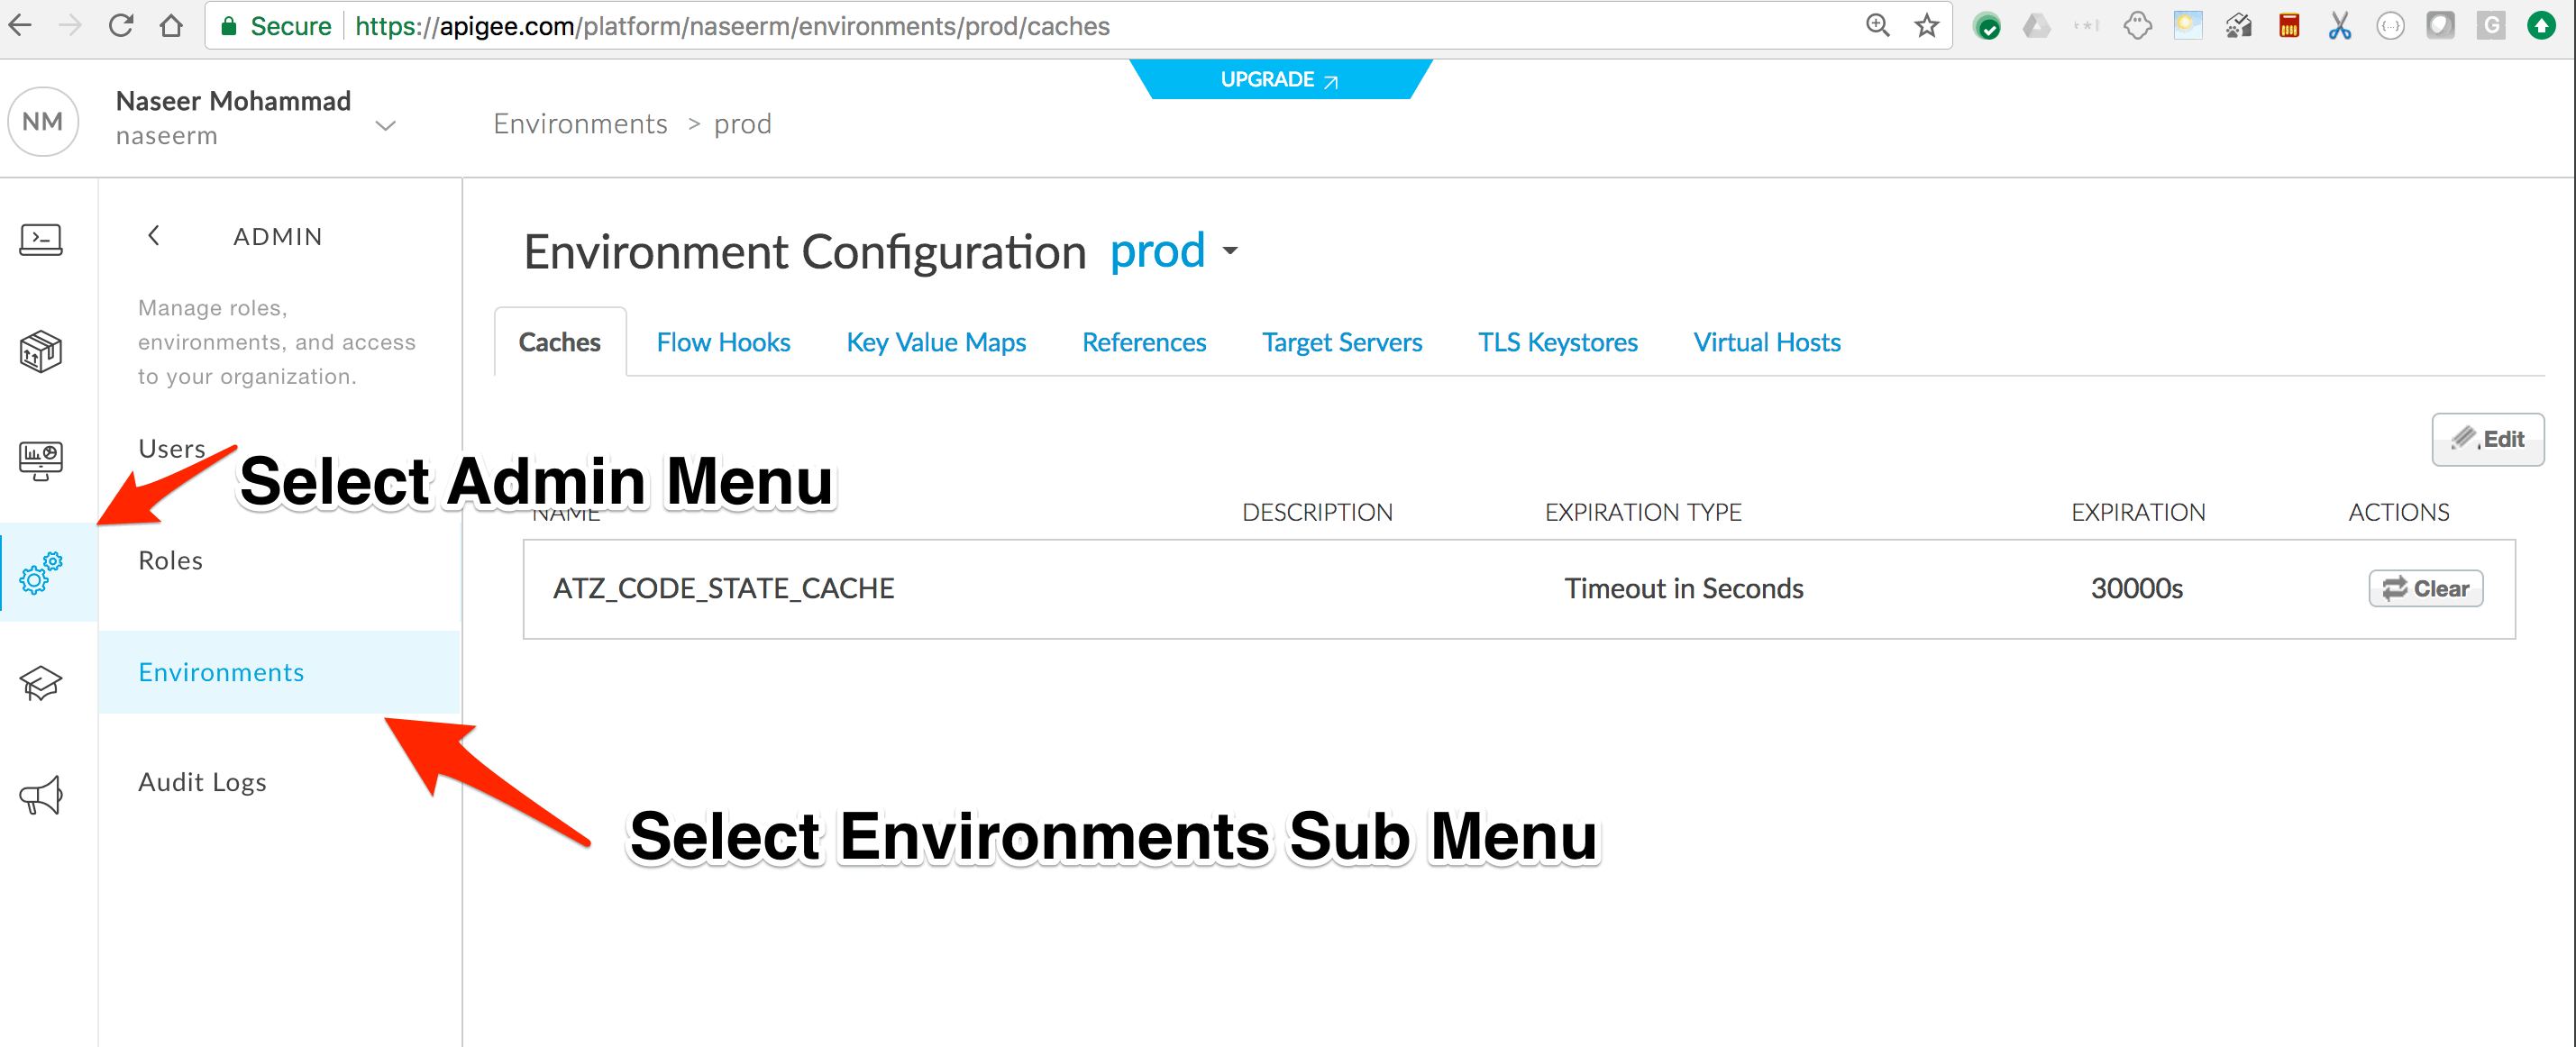 Secure https://apigee.com/platform/naseerm/environments/prod/caches
G
UPGRADE
NM
Naseer Mohammad
naseerm
Environments > prod
ADMIN
Manage roles,
environments, and access
to your organization.
Users
Roles
Environments
Audit Logs
Environment Configuration prod
Caches Flow Hooks Key Value Maps References Target Servers TLS Keystores Virtual Hosts
Edit
Select Admin Menu
NAME DESCRIPTION EXPIRATION TYPE EXPIRATION ACTIONS
ATZ_CODE_STATE_CACHE Timeout in Seconds 30000s Clear
Select Environments Sub Menu